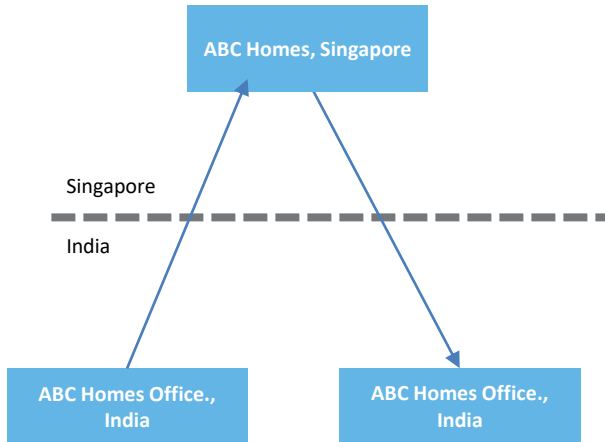 ABC Homes, Singapore
Singapore
India
ABC Homes Office.,
India
ABC Homes Office.,
India